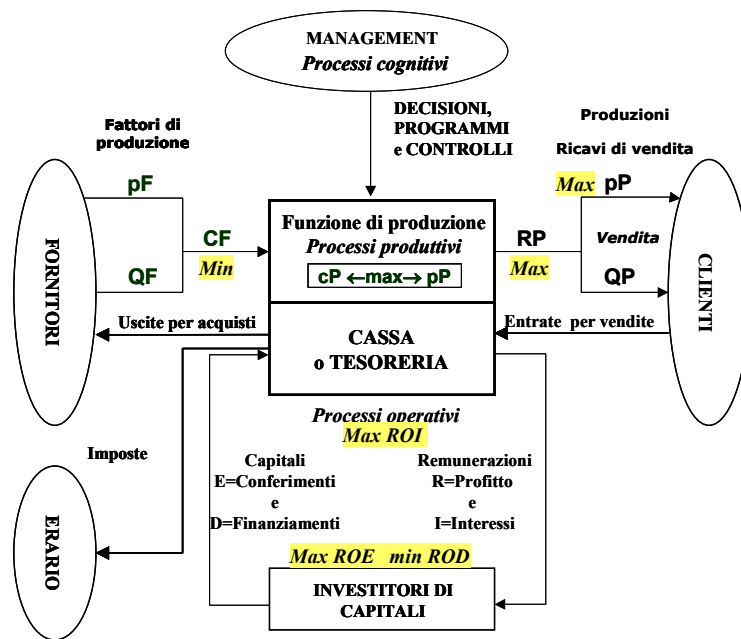 MANAGEMENT
Processi cognitivi
DECISIONI,
PROGRAMMI
e CONTROLLI
Produzioni
Ricavi di vendita
Fattori di
produzione
pF
CF
Min
QF
FORNITORI
Funzione di produzione
Processi produttivi
cP ←max→ pP
RP
Max
Max pP
Vendita
QP
CLIENTI
Uscite per acquisti
Entrate per vendite
CASSA
o TESORERIA
Processi operativi
Max ROI
Imposte
ERARIO
Capitali
E=Conferimenti
e
D=Finanziamenti
Remunerazioni
R=Profitto
e
I=Interessi
Max ROE min ROD
INVESTITORI DI
CAPITALI